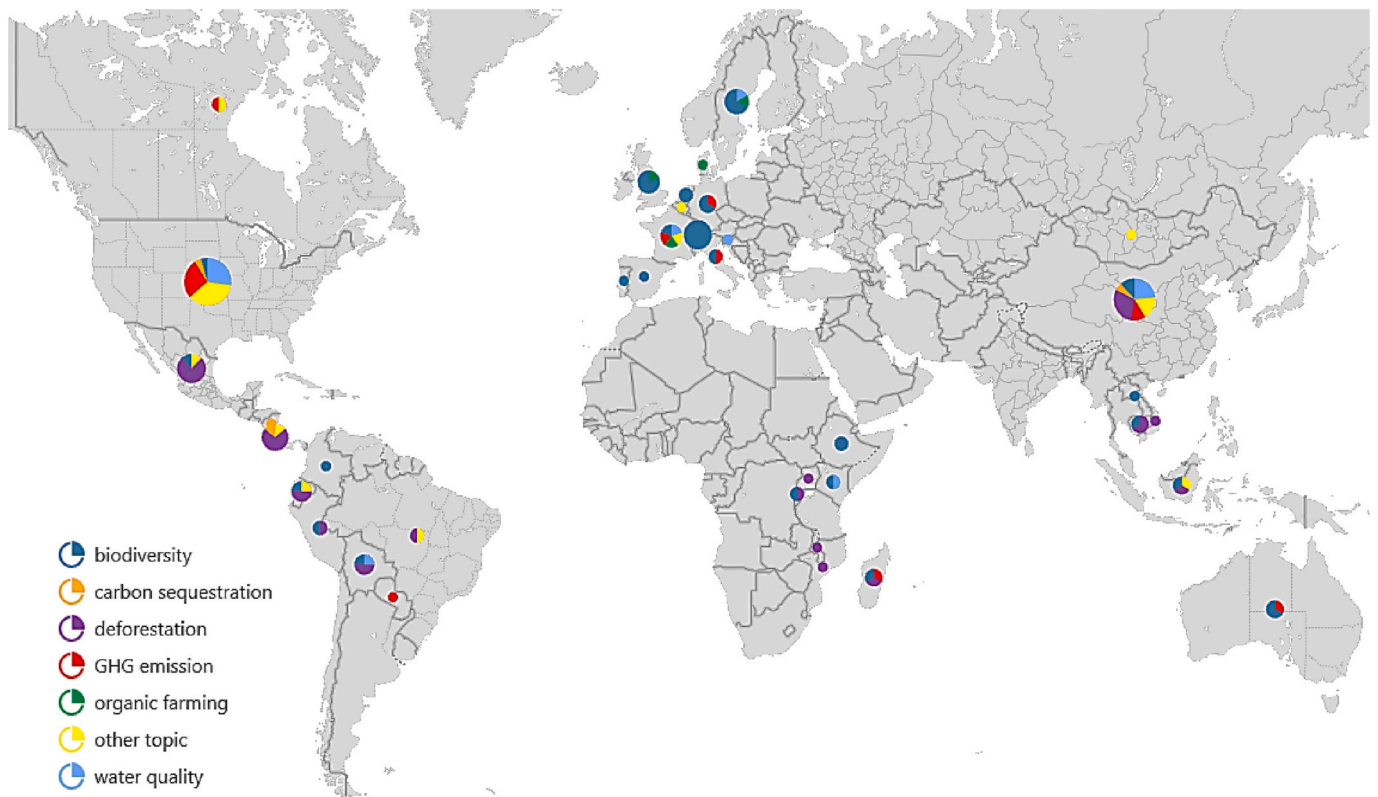 biodiversity
carbon sequestration
deforestation
GHG emission
organic farming
other topic
water quality